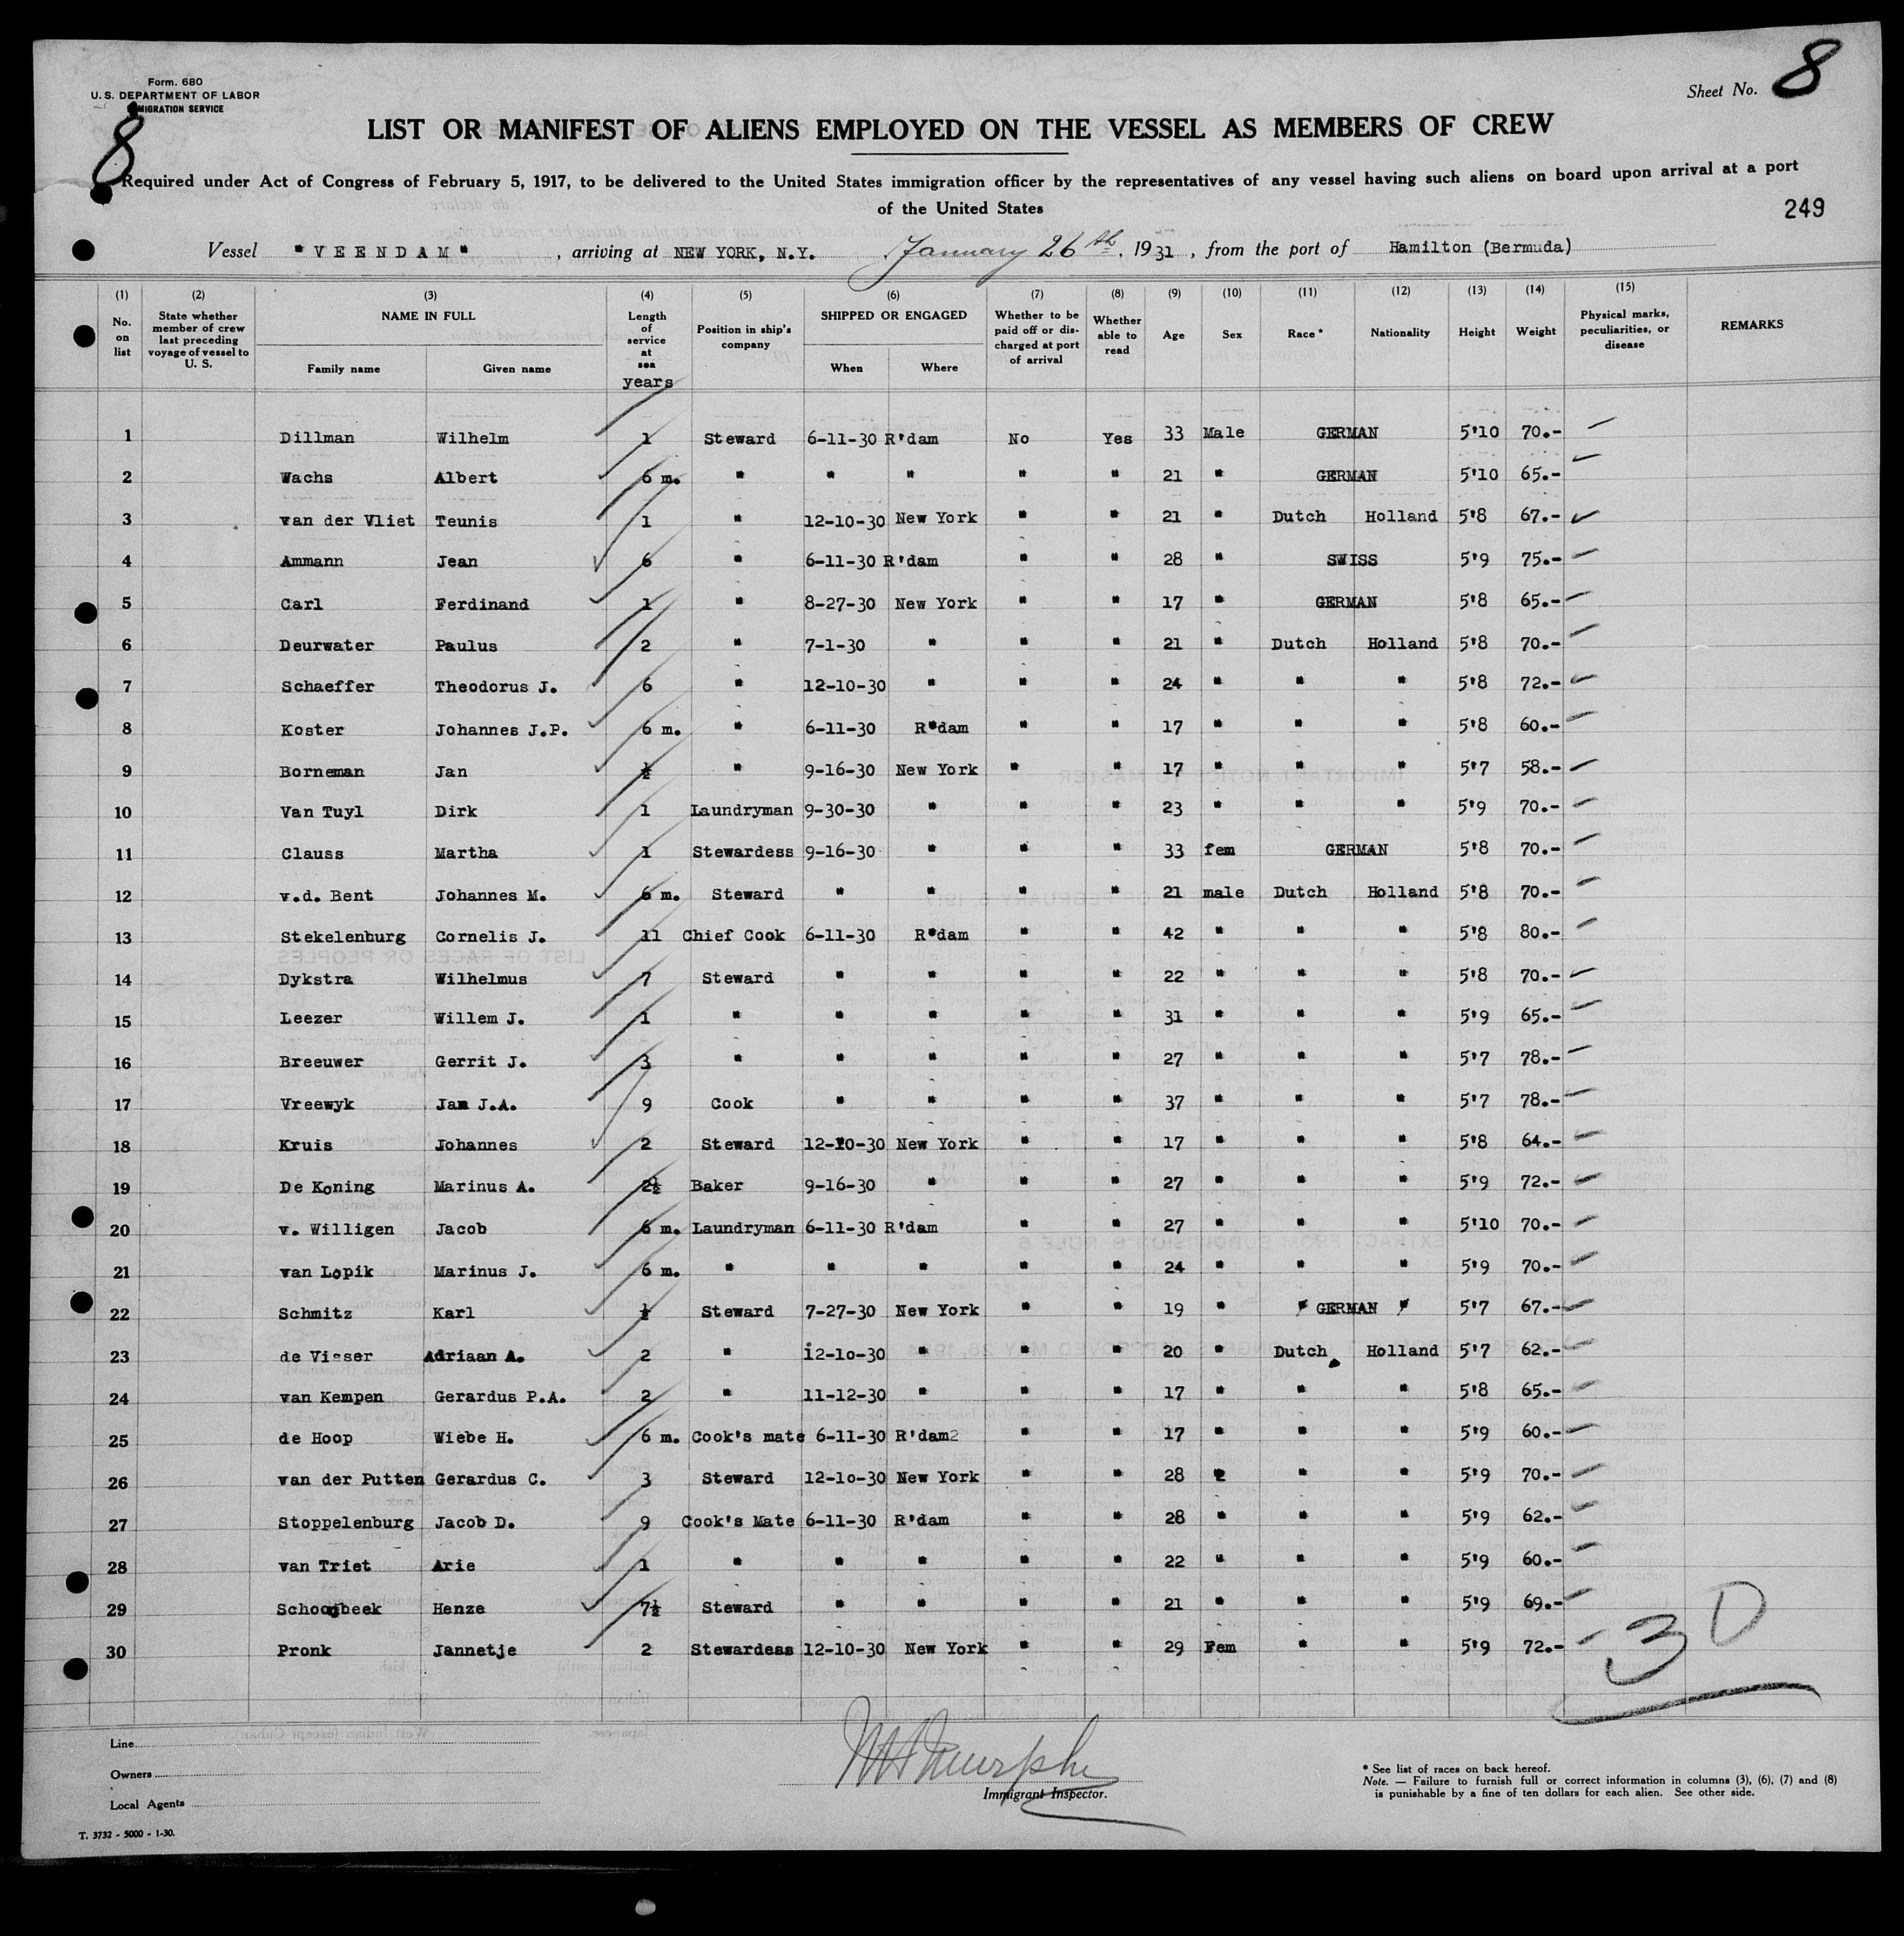 Form. 680
U. S. DEPARTMENT OF LABOR
IMMIGRATION SERVICE
8
Sheet No. 8
LIST OR MANIFEST OF ALIENS EMPLOYED ON THE VESSEL AS MEMBERS OF CREW
Required under Act of Congress of February 5, 1917, to be delivered to the United States immigration officer by the representatives of any vessel having such aliens on board upon arrival at a port
of the United States
249
Vessel "VEENDAM" , arriving at NEW YORK, N.Y. January 26th, 1931 , from the port of Hamilton (Bermuda)
(1) (2) (3) (4) (5) (6) (7) (8) (9) (10) (11) (12) (13) (14) (15)
No. on list State whether member of crew last preceding voyage of vessel to U. S. NAME IN FULL Family name Given name Length of service at sea years Position in ship's company SHIPPED OR ENGAGED When Where Whether to be paid off or discharged at port of arrival Whether able to read Age Sex Race * Nationality Height Weight Physical marks, peculiarities, or disease REMARKS
1 Dillman Wilhelm 1 Steward 6-11-30 R'dam No Yes 33 Male GERMAN 5'10 70.-
2 Wachs Albert 6 m. " " " " " 21 " GERMAN 5'10 65.-
3 van der Vliet Teunis 1 " 12-10-30 New York " " 21 " Dutch Holland 5'8 67.-
4 Ammann Jean 6 " 6-11-30 R'dam " " 28 " SWISS 5'9 75.-
5 Carl Ferdinand 1 " 8-27-30 New York " " 17 " GERMAN 5'8 65.-
6 Deurwater Paulus 2 " 7-1-30 " " " 21 " Dutch Holland 5'8 70.-
7 Schaeffer Theodorus J. 6 " 12-10-30 " " " 24 " " " 5'8 72.-
8 Koster Johannes J.P. 6 m. " 6-11-30 R"dam " " 17 " " " 5'8 60.-
9 Borneman Jan ½ " 9-16-30 New York " " 17 " " " 5'7 58.-
10 Van Tuyl Dirk 1 Laundryman 9-30-30 " " " 23 " " " 5'9 70.-
11 Clauss Martha 1 Stewardess 9-16-30 " " " 33 fem GERMAN 5'8 70.-
12 v.d. Bent Johannes M. 6 m. Steward " " " " 21 male Dutch Holland 5'8 70.-
13 Stekelenburg Cornelis J. 11 Chief Cook 6-11-30 R"dam " " 42 " " " 5'8 80.-
14 Dykstra Wilhelmus 7 Steward " " " " 22 " " " 5'8 70.-
15 Leezer Willem J. 1 " " " " " 31 " " " 5'9 65.-
16 Breeuwer Gerrit J. 3 " " " " " 27 " " " 5'7 78.-
17 Vreewyk Jan J.A. 9 Cook " " " " 37 " " " 5'7 78.-
18 Kruis Johannes 2 Steward 12-10-30 New York " " 17 " " " 5'8 64.-
19 De Koning Marinus A. 2½ Baker 9-16-30 " " " 27 " " " 5'9 72.-
20 v. Willigen Jacob 6 m. Laundryman 6-11-30 R'dam " " 27 " " " 5'10 70.-
21 van Lopik Marinus J. 6 m. " " " " " 24 " " " 5'9 70.-
22 Schmitz Karl ½ Steward 7-27-30 New York " " 19 " " GERMAN " 5'7 67.-
23 de Visser Adriaan A. 2 " 12-10-30 " " " 20 " Dutch Holland 5'7 62.-
24 van Kempen Gerardus P.A. 2 " 11-12-30 " " " 17 " " " 5'8 65.-
25 de Hoop Wiebe H. 6 m. Cook's mate 6-11-30 R'dam2 " " 17 " " " 5'9 60.-
26 van der Putten Gerardus C. 3 Steward 12-10-30 New York " " 28 " " " 5'9 70.-
27 Stoppelenburg Jacob D. 9 Cook's Mate 6-11-30 R'dam " " 28 " " " 5'9 62.-
28 van Triet Arie 1 " " " " " 22 " " " 5'9 60.-
29 Schoonbeek Henze 7½ Steward " " " " 21 " " " 5'9 69.-
30 Pronk Jannetje 2 Stewardess 12-10-30 New York " " 29 Fem " " 5'9 72.-
30
Line
Owners
Local Agents
T. 3732 - 5000 - 1-30.
Immigrant Inspector.
* See list of races on back hereof.
Note. — Failure to furnish full or correct information in columns (3), (6), (7) and (8)
is punishable by a fine of ten dollars for each alien. See other side.